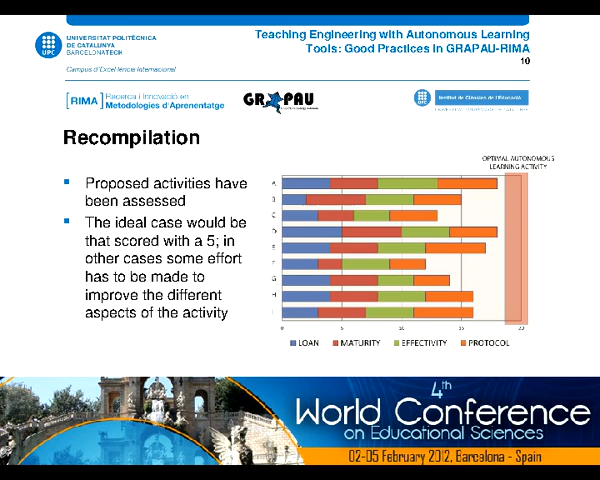 Teaching Engineering with Autonomous Learning
Tools: Good Practices in GRAPAU-RIMA
10
UNIVERSITAT POLITÈCNICA
DE CATALUNYA
BARCELONATECH
UPC
Campus d'Excel·lència Internacional
[RIMA] Recerca i Innovació en
Metodologies d'Aprenentatge
GRAPAU
Institut de Ciències de l'Educació
Recompilation
Proposed activities have
been assessed
The ideal case would be
that scored with a 5; in
other cases some effort
has to be made to
improve the different
aspects of the activity
OPTIMAL AUTONOMOUS
LEARNING ACTIVITY
A
B
C
D
E
F
G
H
I
0 5 10 15 20
LOAN MATURITY EFFECTIVITY PROTOCOL
4th
World Conference
on Educational Sciences
02-05 February 2012, Barcelona - Spain